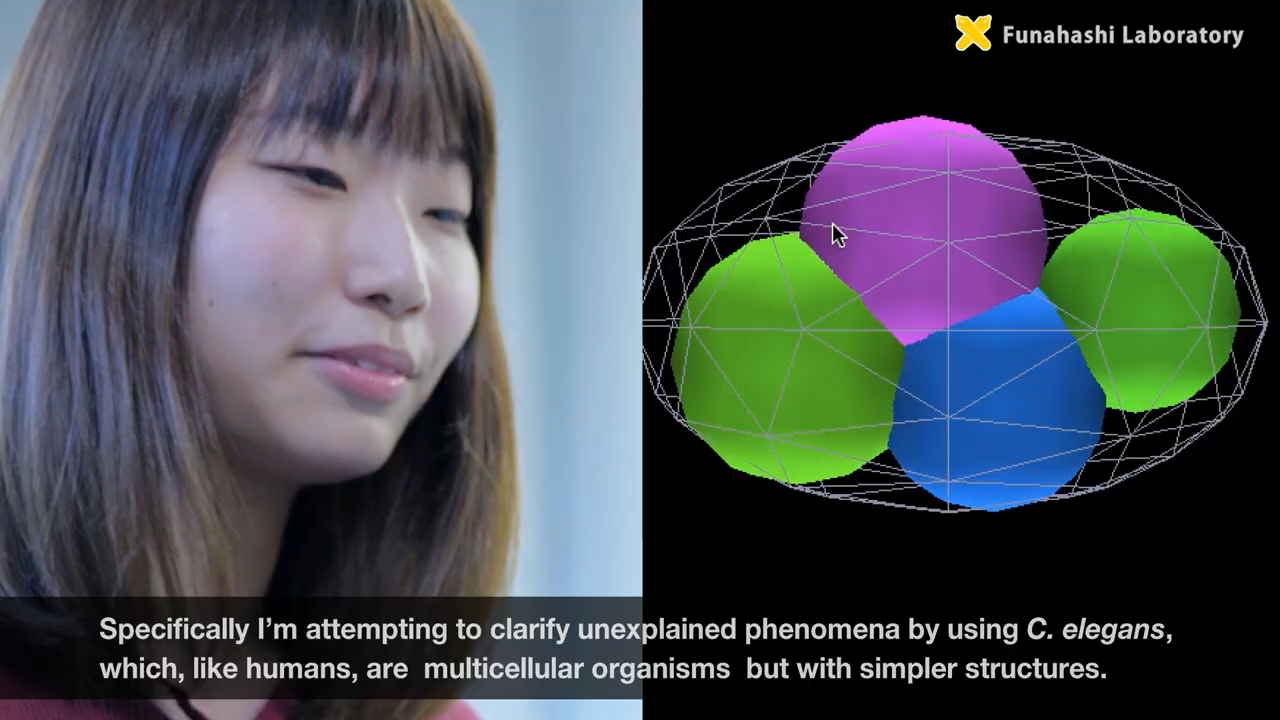 Funahashi Laboratory
Specifically I'm attempting to clarify unexplained phenomena by using C. elegans,
which, like humans, are multicellular organisms but with simpler structures.